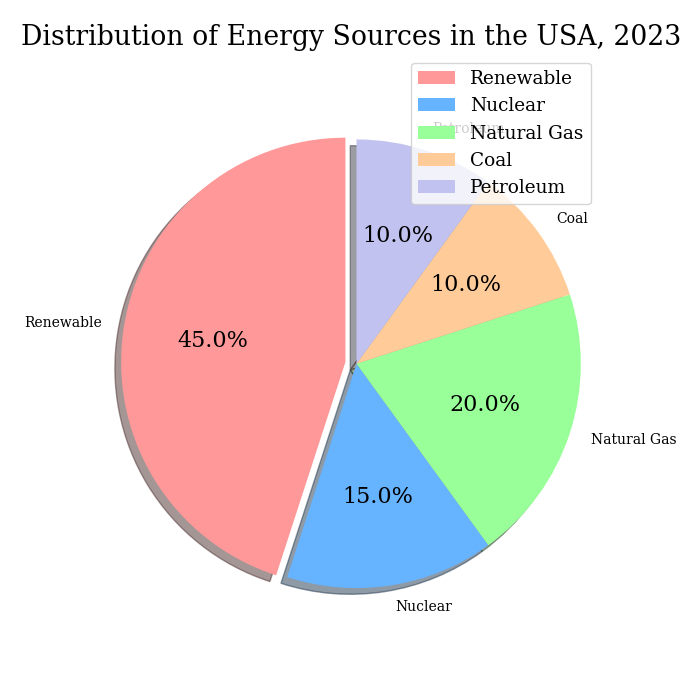 Distribution of Energy Sources in the USA, 2023
Renewable
Nuclear
Natural Gas
Coal
Petroleum
Petroleum
Coal
10.0%
10.0%
Renewable
45.0%
20.0%
Natural Gas
15.0%
Nuclear